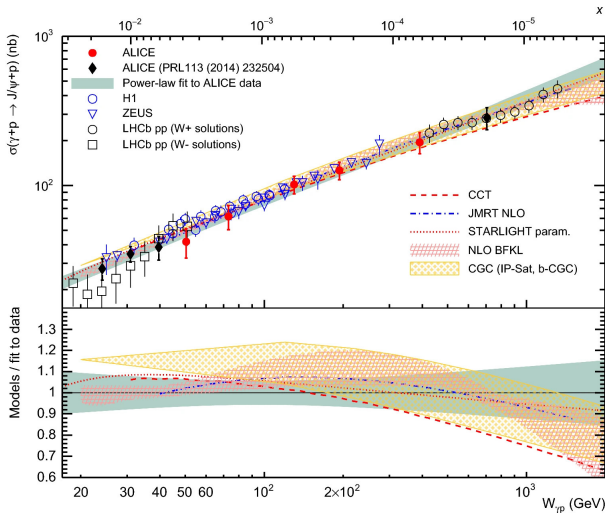 x
10⁻² 10⁻³ 10⁻⁴ 10⁻⁵
10³
10²
σ(γ+p → J/ψ+p) (nb)
ALICE
ALICE (PRL113 (2014) 232504)
Power-law fit to ALICE data
H1
ZEUS
LHCb pp (W+ solutions)
LHCb pp (W- solutions)
CCT
JMRT NLO
STARLIGHT param.
NLO BFKL
CGC (IP-Sat, b-CGC)
Models / fit to data
1.3
1.2
1.1
1
0.9
0.8
0.7
0.6
20 30 40 50 60 10² 2×10² 10³
W_γp (GeV)